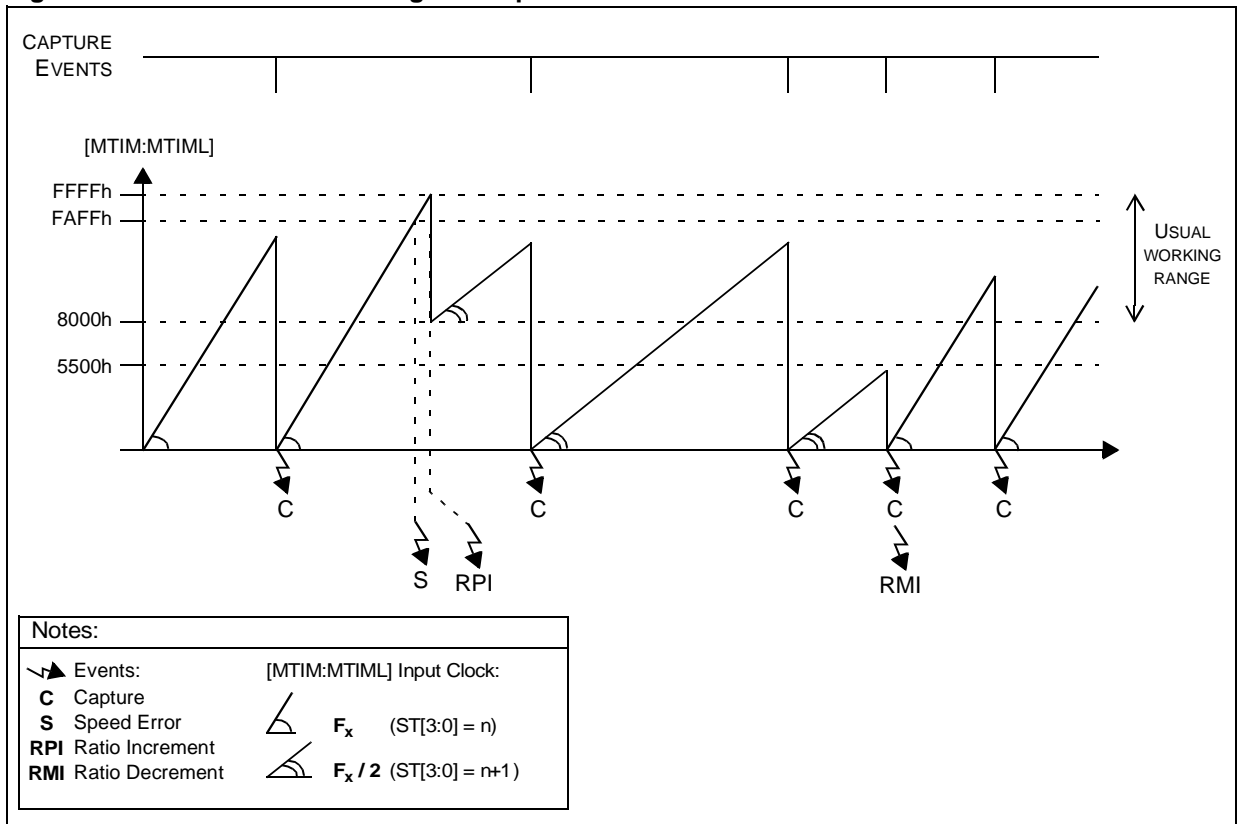 CAPTURE
EVENTS
[MTIM:MTIML]
FFFFh
FAFFh
USUAL
WORKING
RANGE
8000h
5500h
C C C C C
S RPI RMI
Notes:
Events:
C Capture
S Speed Error
RPI Ratio Increment
RMI Ratio Decrement
[MTIM:MTIML] Input Clock:
Fx (ST[3:0] = n)
Fx / 2 (ST[3:0] = n+1)